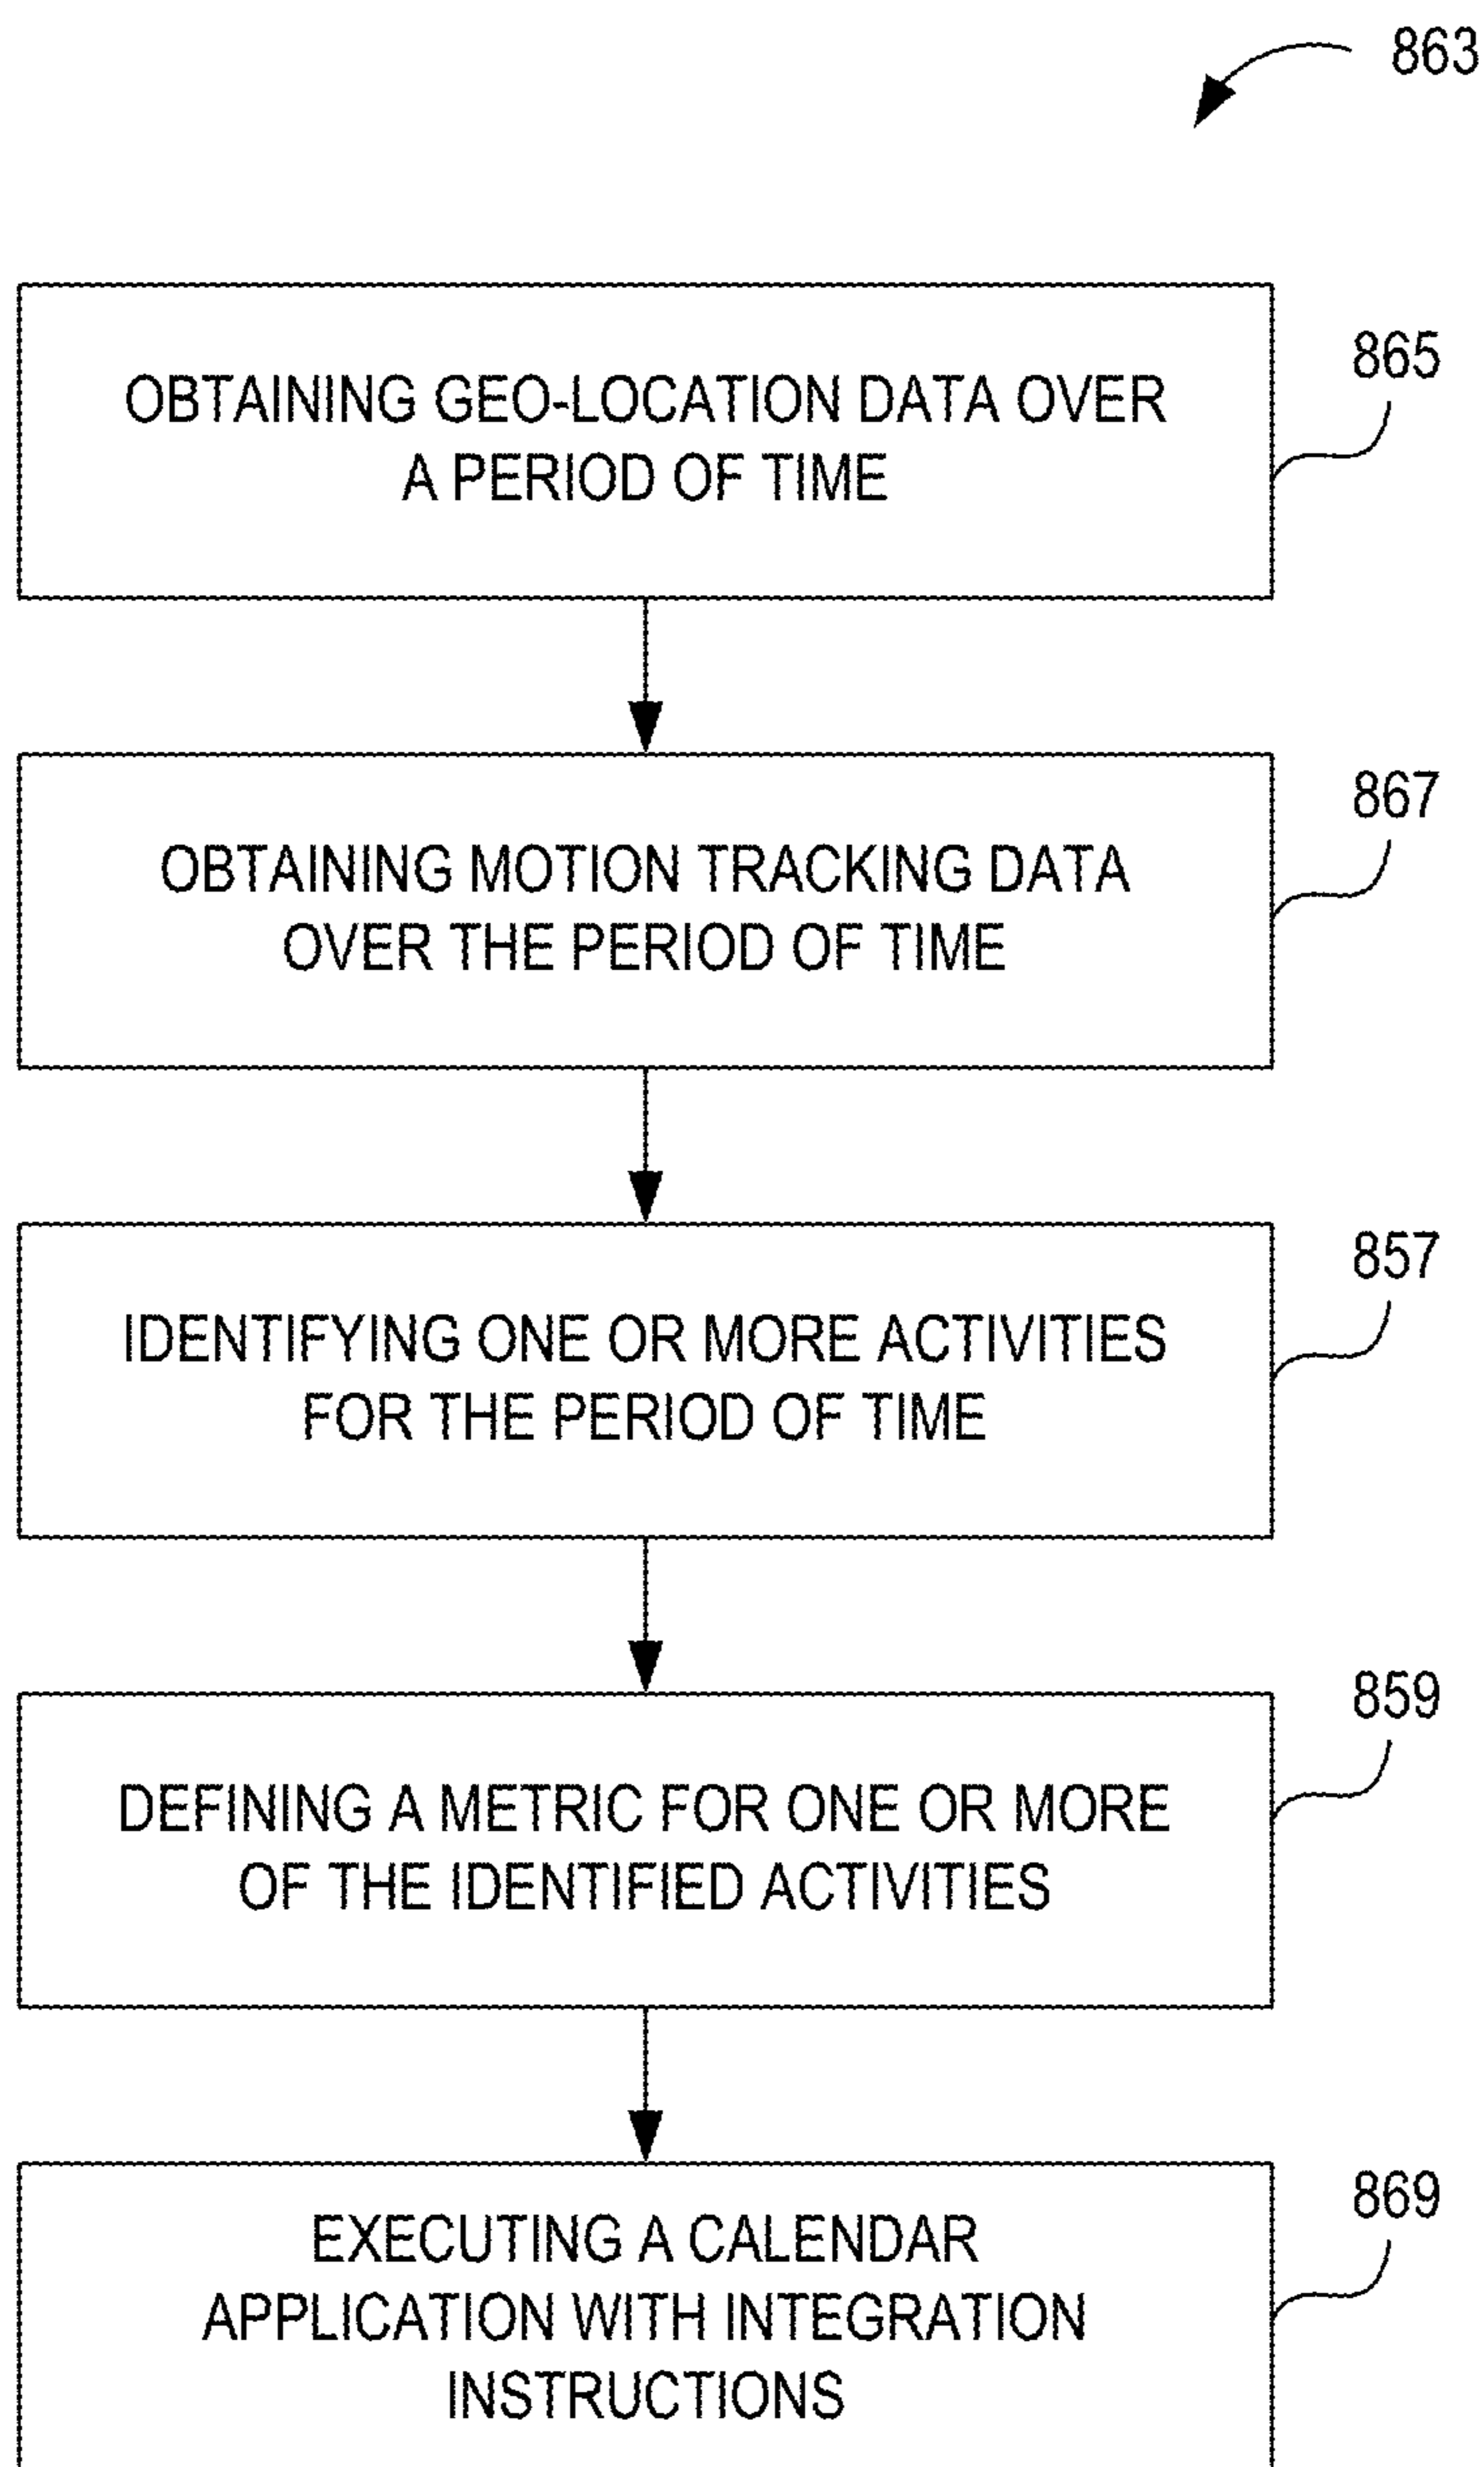 863
OBTAINING GEO-LOCATION DATA OVER
A PERIOD OF TIME
865
OBTAINING MOTION TRACKING DATA
OVER THE PERIOD OF TIME
867
IDENTIFYING ONE OR MORE ACTIVITIES
FOR THE PERIOD OF TIME
857
DEFINING A METRIC FOR ONE OR MORE
OF THE IDENTIFIED ACTIVITIES
859
EXECUTING A CALENDAR
APPLICATION WITH INTEGRATION
INSTRUCTIONS
869